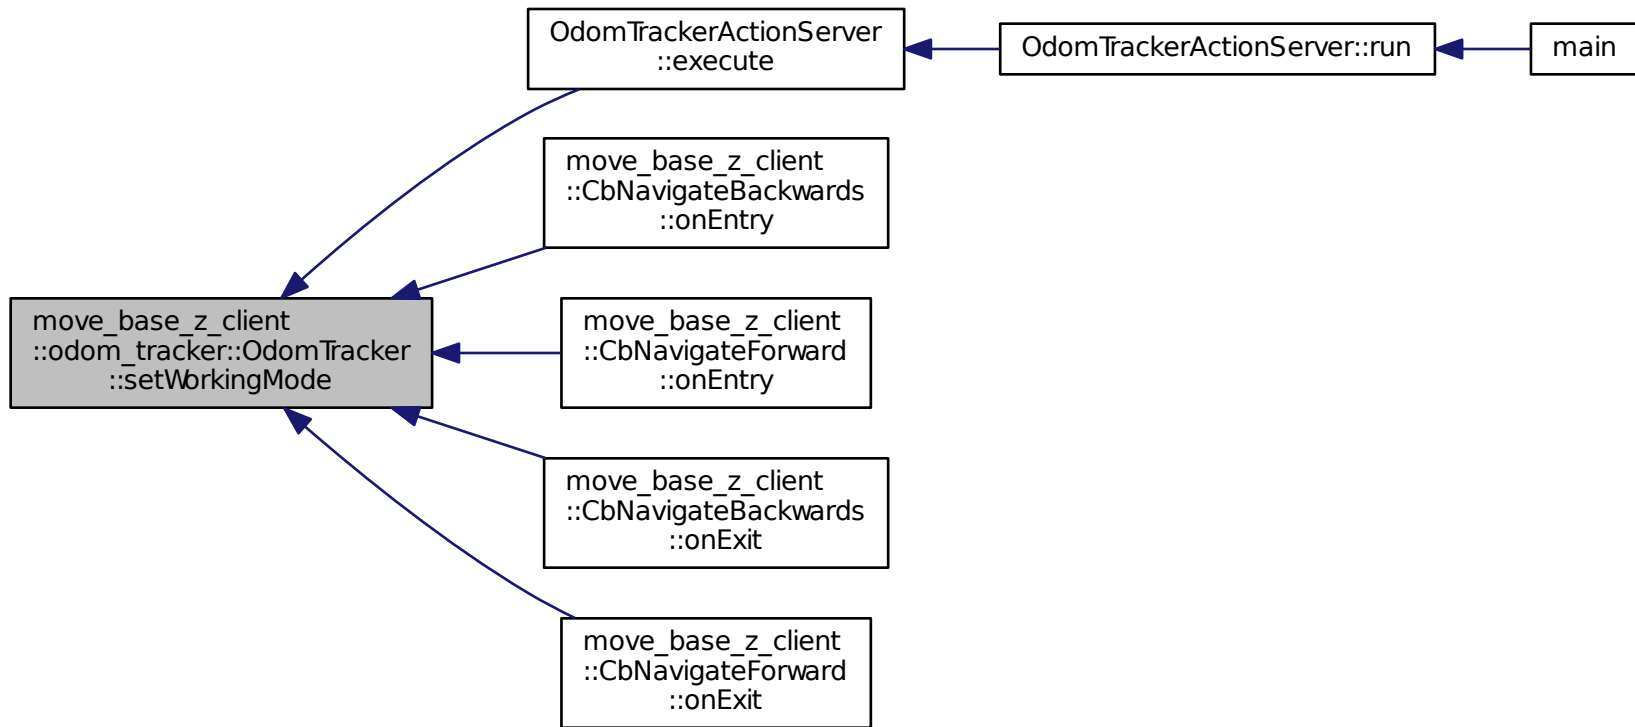 OdomTrackerActionServer
::execute
OdomTrackerActionServer::run
main
move_base_z_client
::CbNavigateBackwards
::onEntry
move_base_z_client
::odom_tracker::OdomTracker
::setWorkingMode
move_base_z_client
::CbNavigateForward
::onEntry
move_base_z_client
::CbNavigateBackwards
::onExit
move_base_z_client
::CbNavigateForward
::onExit